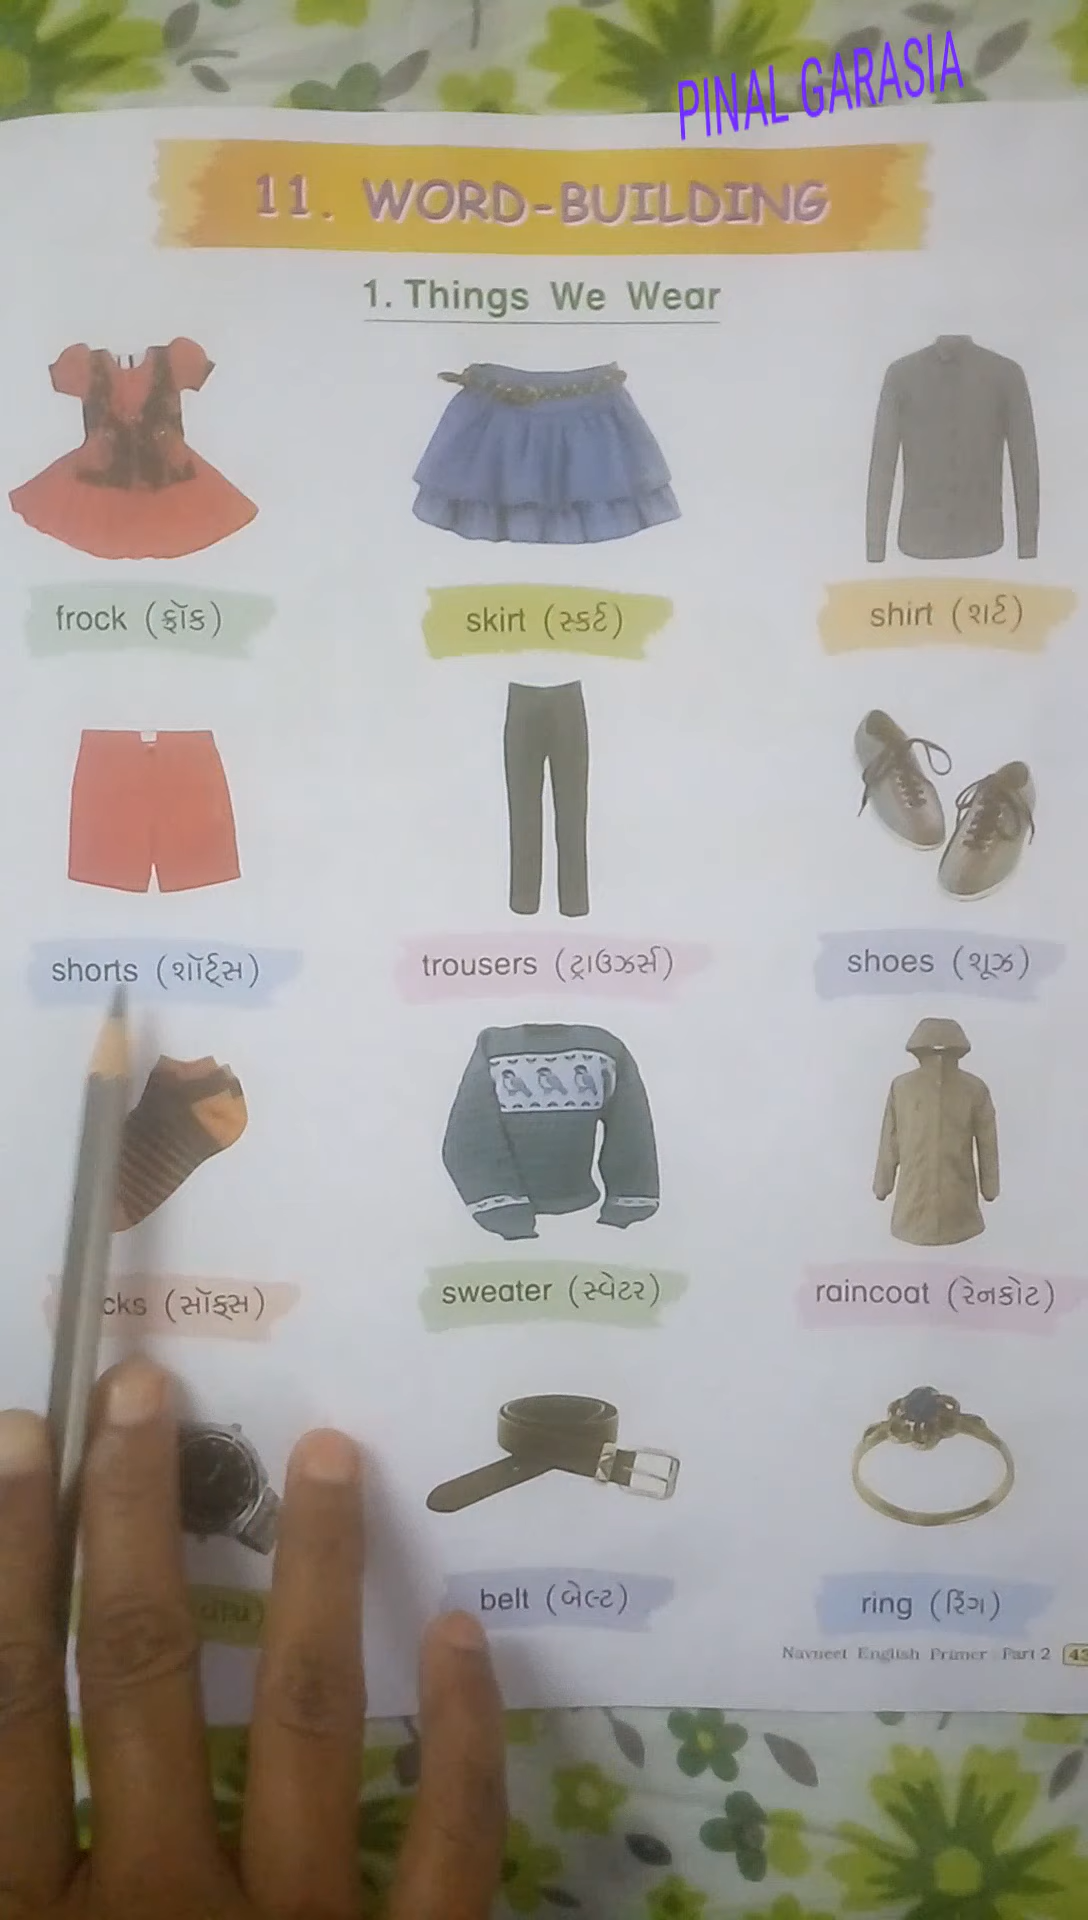 PINAL GARASIA
11. WORD-BUILDING
1. Things We Wear
frock (ફ્રૉક)
skirt (સ્કર્ટ)
shirt (શર્ટ)
shorts (શૉર્ટ્સ)
trousers (ટ્રાઉઝર્સ)
shoes (શૂઝ)
cks (સૉક્સ)
sweater (સ્વેટર)
raincoat (રેનકોટ)
belt (બેલ્ટ)
ring (રિંગ)
Navneet English Primer : Part 2 43